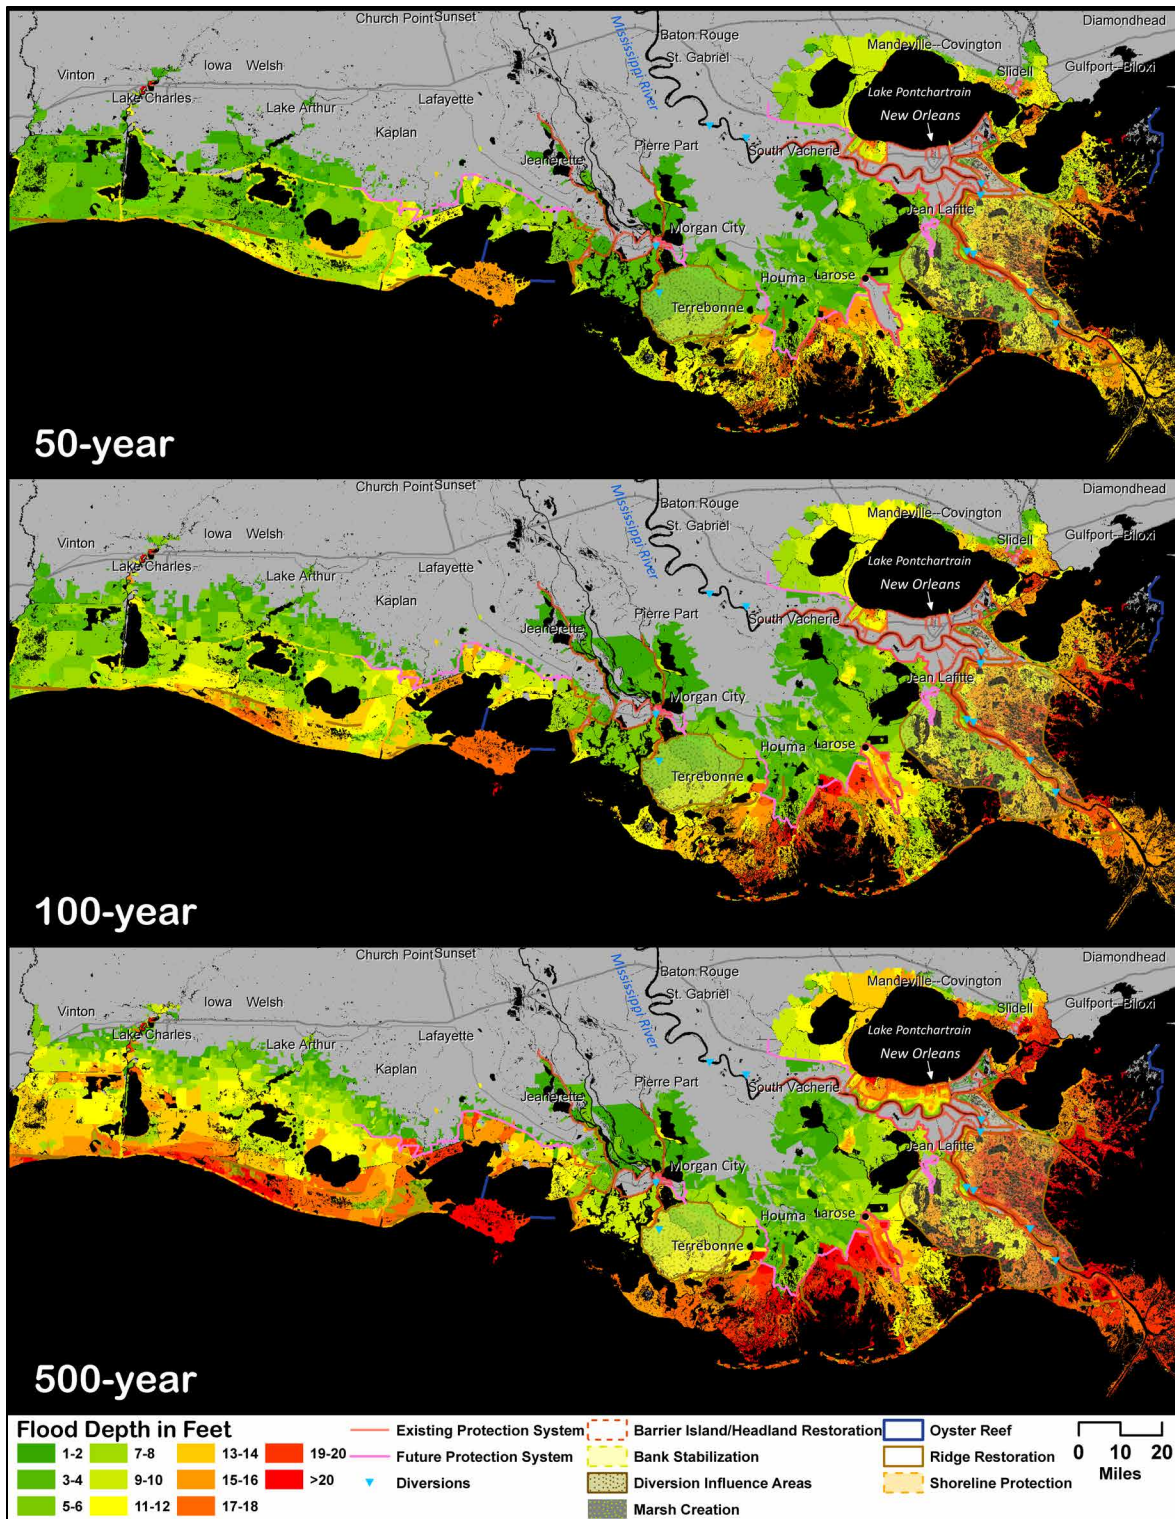 Church Point
Sunset
Diamondhead
Baton Rouge
Mandeville--Covington
Iowa
Welsh
St. Gabriel
Gulfport--Biloxi
Vinton
Slidell
Lake Charles
Lake Arthur
Lafayette
Mississippi River
Lake Pontchartrain
New Orleans
Kaplan
Jeanerette
Pierre Part
South Vacherie
Jean Lafitte
Morgan City
Houma
Larose
Terrebonne
50-year
Church Point
Sunset
Diamondhead
Baton Rouge
Mandeville--Covington
Iowa
Welsh
St. Gabriel
Gulfport--Biloxi
Vinton
Slidell
Lake Charles
Lake Arthur
Lafayette
Mississippi River
Lake Pontchartrain
New Orleans
Kaplan
Jeanerette
Pierre Part
South Vacherie
Jean Lafitte
Morgan City
Houma
Larose
Terrebonne
100-year
Church Point
Sunset
Diamondhead
Baton Rouge
Mandeville--Covington
Iowa
Welsh
St. Gabriel
Gulfport--Biloxi
Vinton
Slidell
Lake Charles
Lake Arthur
Lafayette
Mississippi River
Lake Pontchartrain
New Orleans
Kaplan
Jeanerette
Pierre Part
South Vacherie
Jean Lafitte
Morgan City
Houma
Larose
Terrebonne
500-year
Flood Depth in Feet
1-2
3-4
5-6
7-8
9-10
11-12
13-14
15-16
17-18
19-20
>20
Existing Protection System
Future Protection System
Diversions
Barrier Island/Headland Restoration
Bank Stabilization
Diversion Influence Areas
Marsh Creation
Oyster Reef
Ridge Restoration
Shoreline Protection
0 10 20
Miles